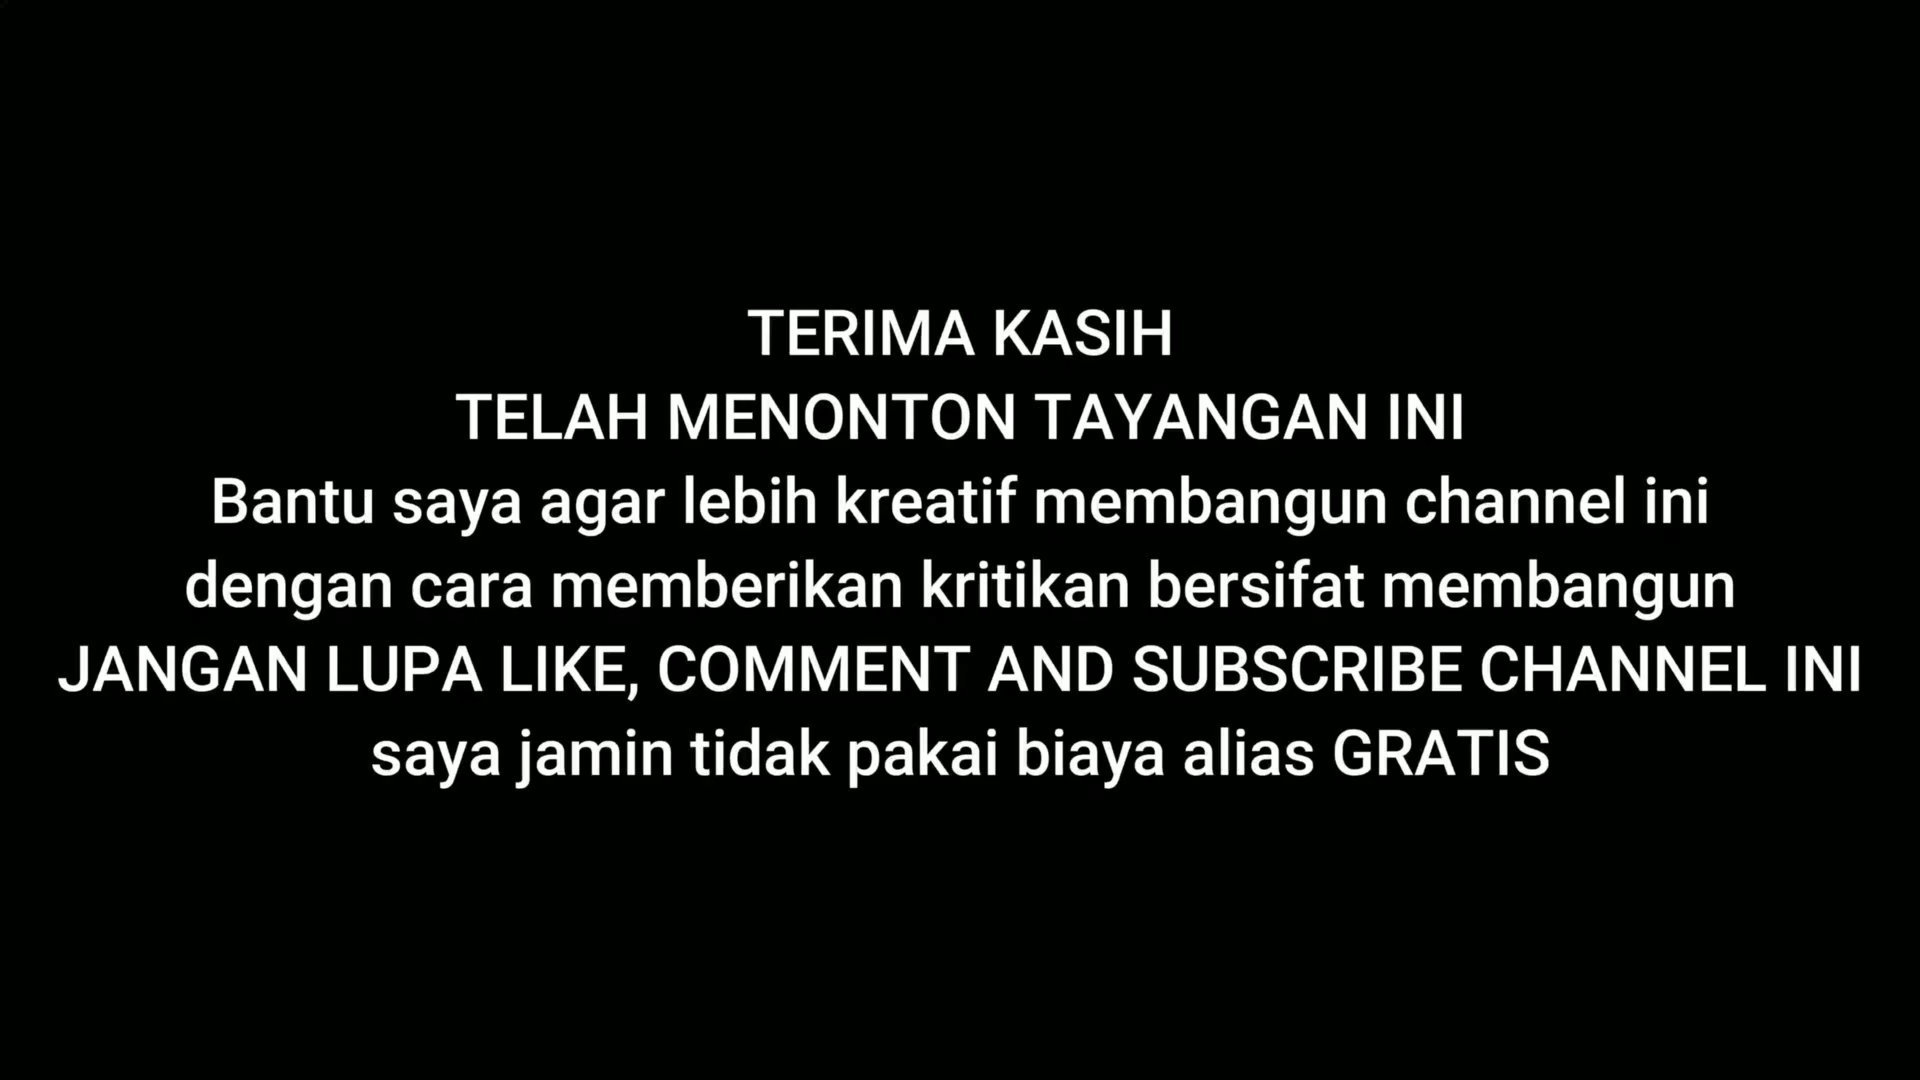 TERIMA KASIH
TELAH MENONTON TAYANGAN INI
Bantu saya agar lebih kreatif membangun channel ini
dengan cara memberikan kritikan bersifat membangun
JANGAN LUPA LIKE, COMMENT AND SUBSCRIBE CHANNEL INI
saya jamin tidak pakai biaya alias GRATIS